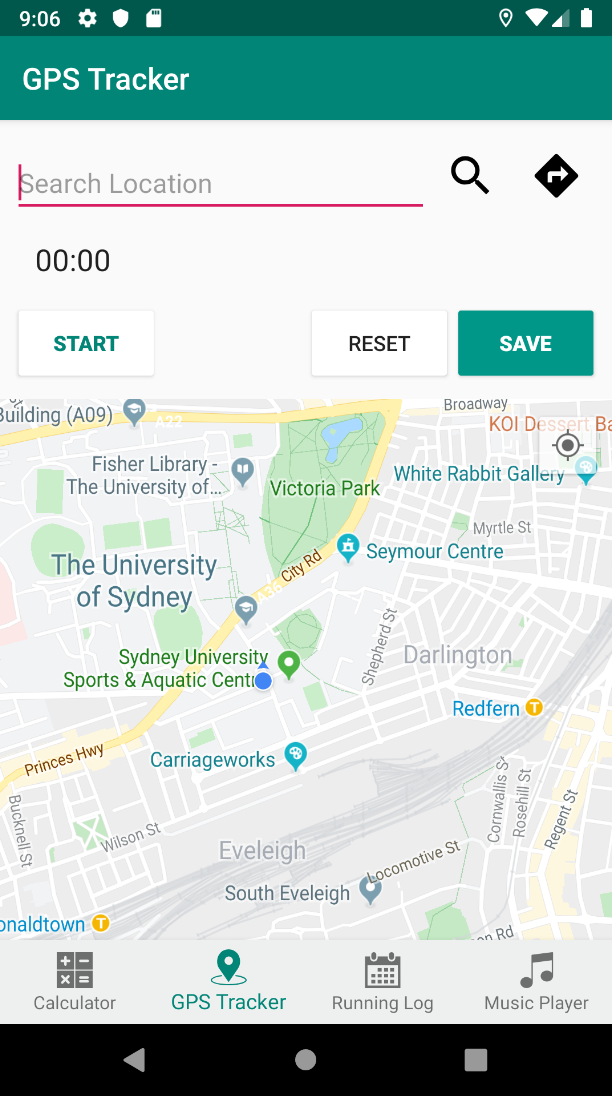 9:06
GPS Tracker
Search Location
00:00
START
RESET
SAVE
Building (A09)
A22
Broadway
KOI Dessert Ba
Fisher Library -
The University of...
White Rabbit Gallery
Victoria Park
Myrtle St
City Rd
Seymour Centre
The University
of Sydney
A36
Shepherd St
Sydney University
Sports & Aquatic Centr
Darlington
Redfern
T
Princes Hwy
Carriageworks
Cornwallis St
Rosehill St
Regent St
Bucknell St
Wilson St
Eveleigh
Locomotive St
South Eveleigh
onaldtown
T
on Rd
Calculator
GPS Tracker
Running Log
Music Player